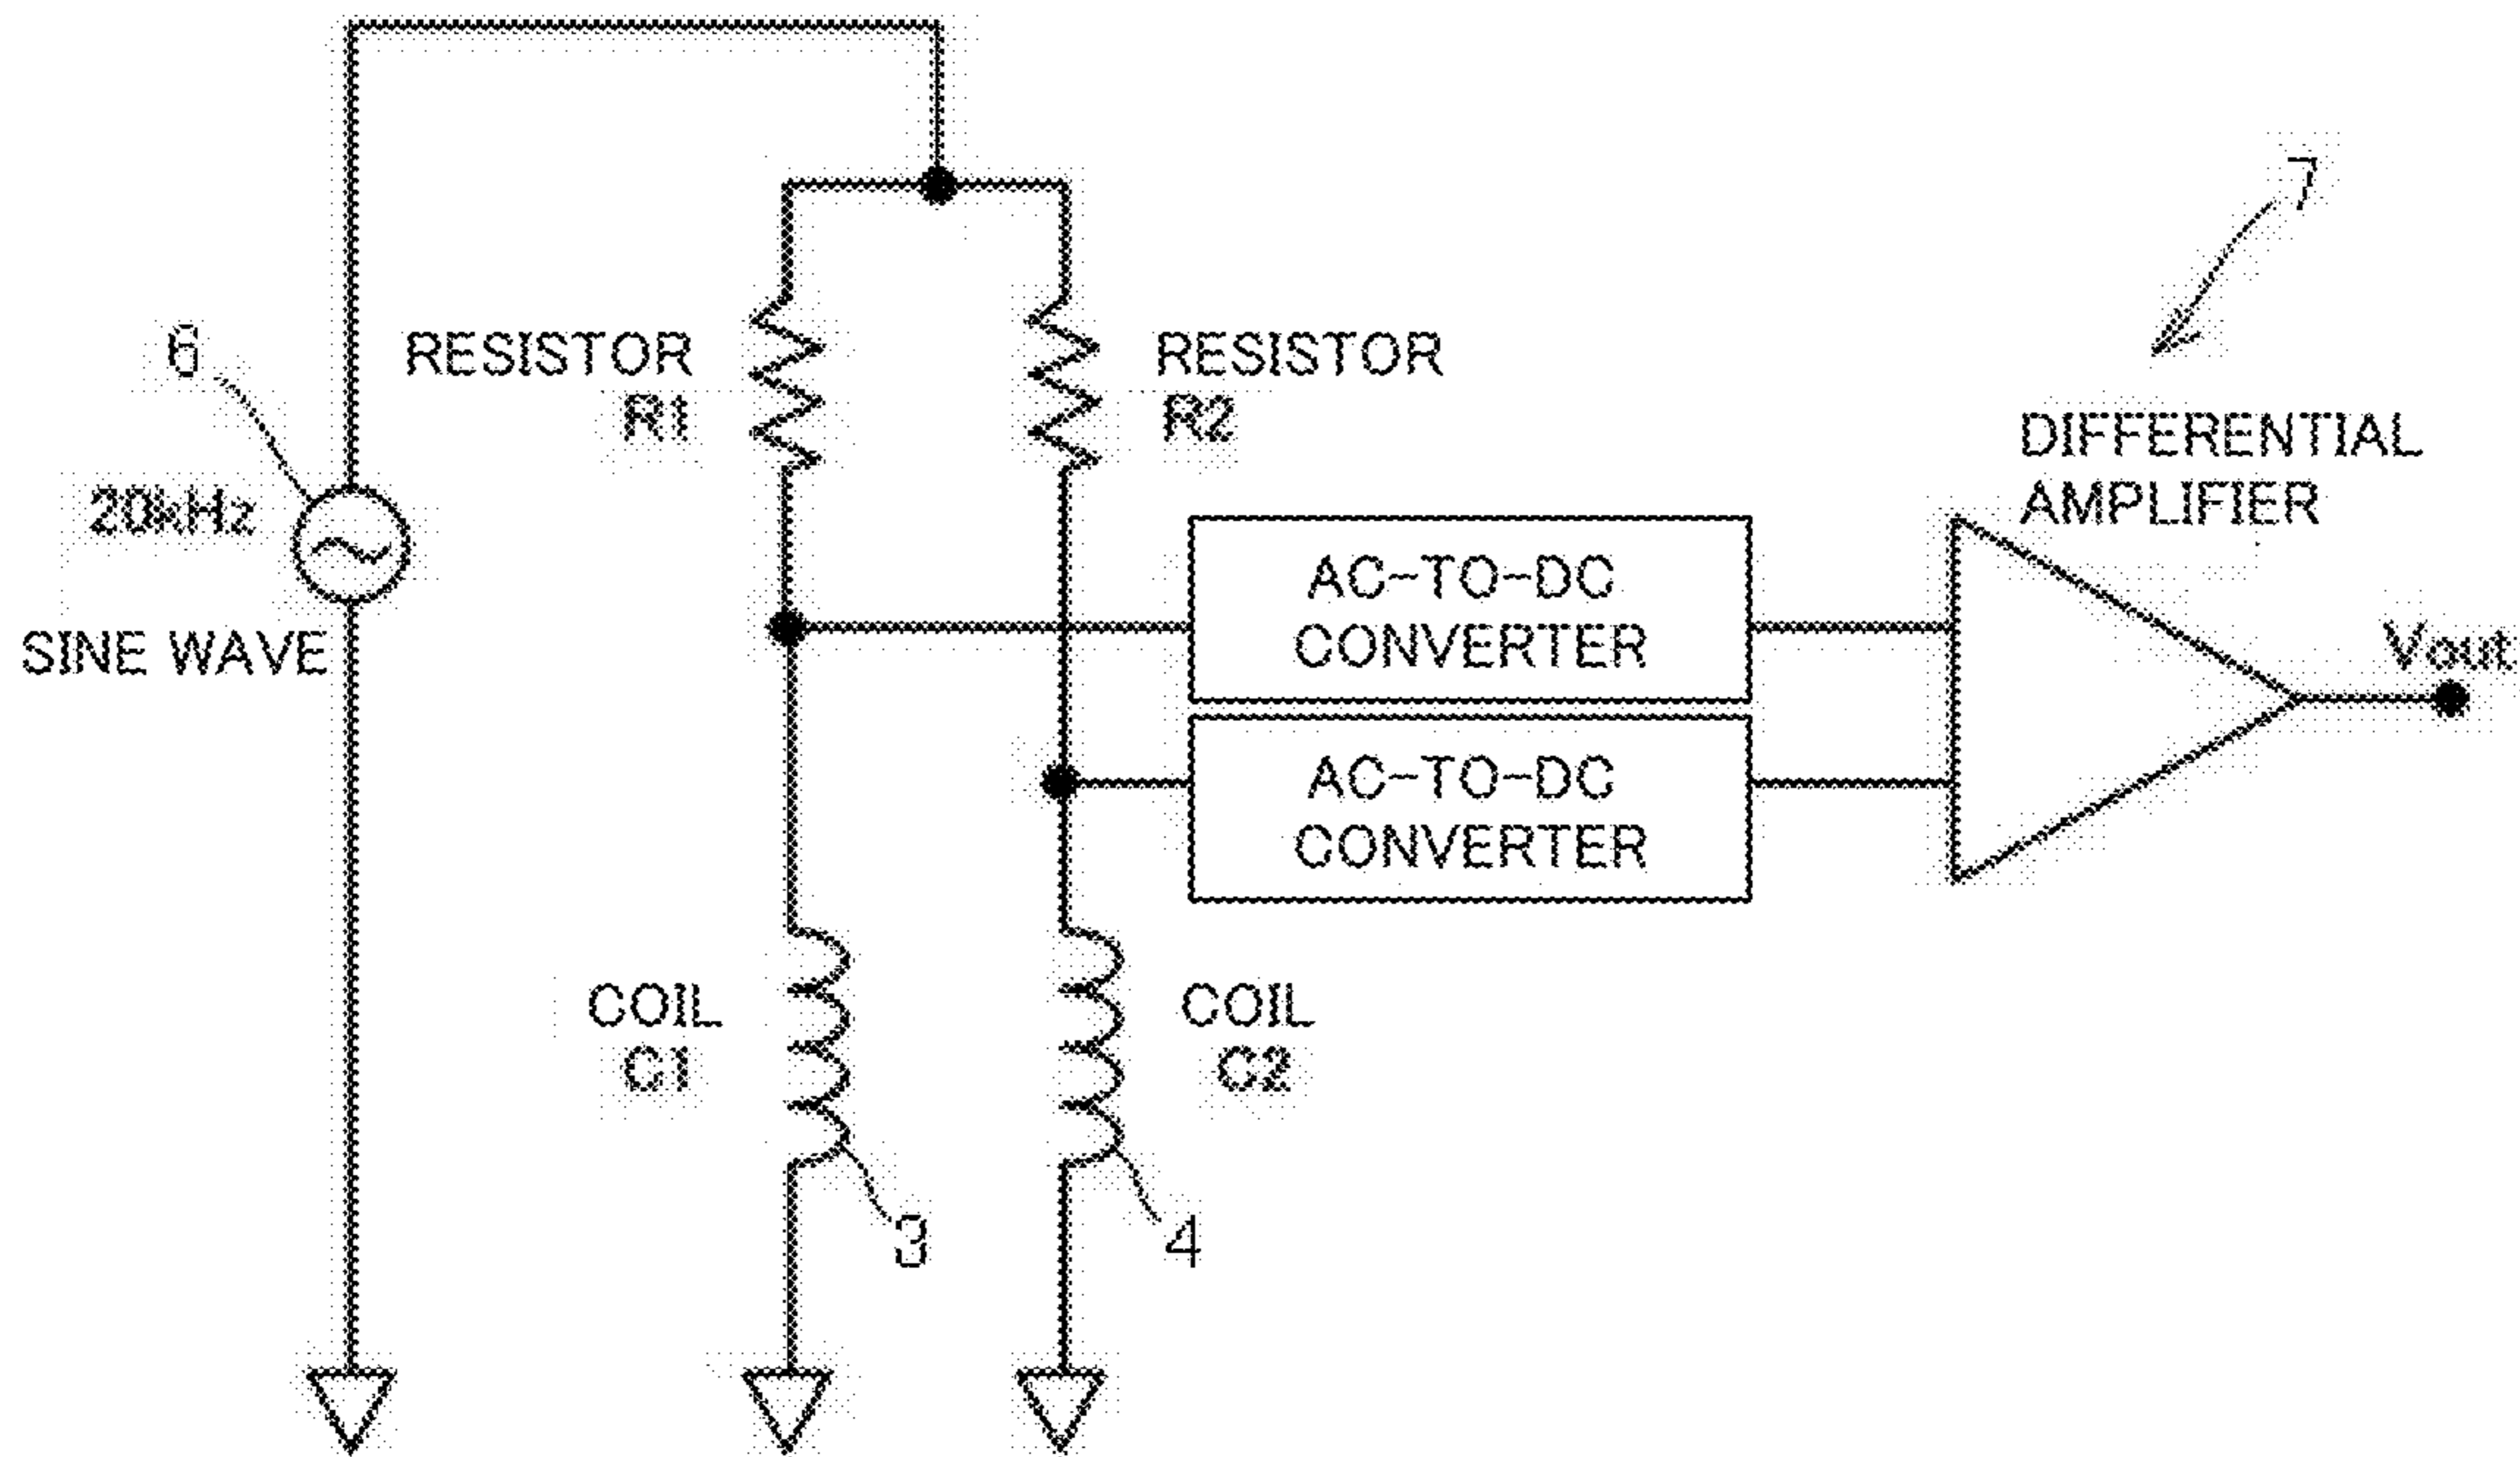 7
6
RESISTOR
R1
RESISTOR
R2
DIFFERENTIAL
AMPLIFIER
20kHz
SINE WAVE
AC-TO-DC
CONVERTER
Vout
AC-TO-DC
CONVERTER
COIL
C1
COIL
C2
3
4